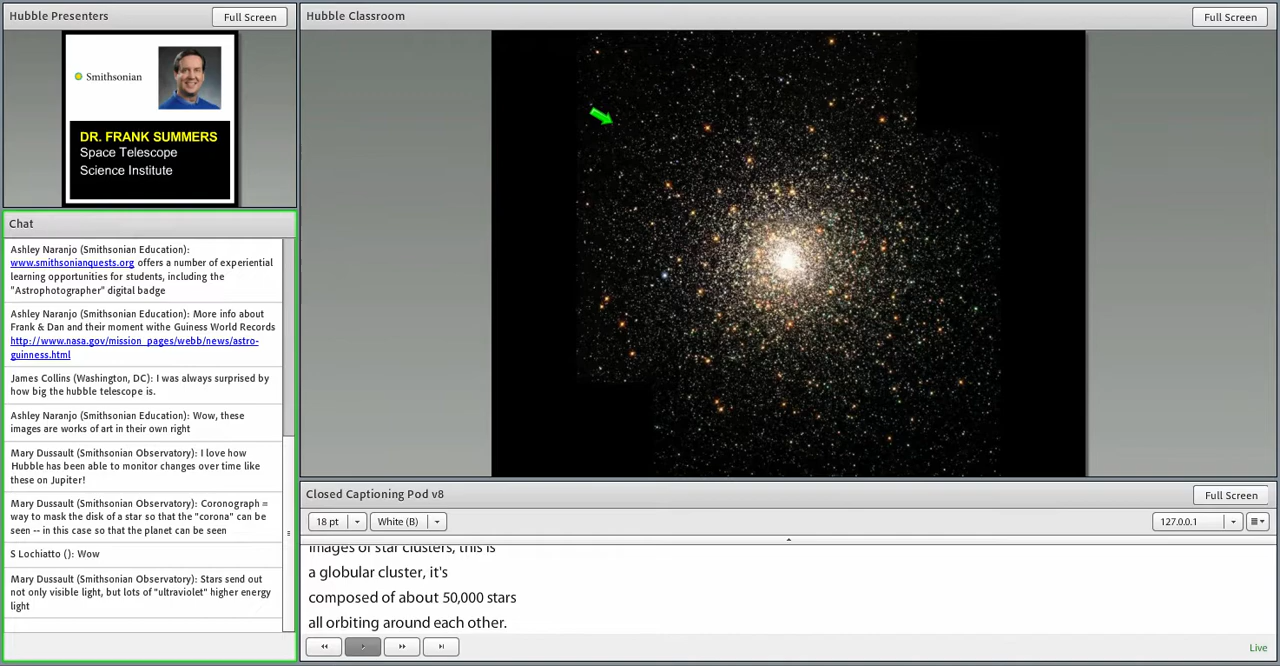 Hubble Presenters
Full Screen
Smithsonian
DR. FRANK SUMMERS
Space Telescope
Science Institute
Chat
Ashley Naranjo (Smithsonian Education):
www.smithsonianquests.org offers a number of experiential
learning opportunities for students, including the
"Astrophotographer" digital badge
Ashley Naranjo (Smithsonian Education): More info about
Frank & Dan and their moment withe Guiness World Records
http://www.nasa.gov/mission_pages/webb/news/astro-
guinness.html
James Collins (Washington, DC): I was always surprised by
how big the hubble telescope is.
Ashley Naranjo (Smithsonian Education): Wow, these
images are works of art in their own right
Mary Dussault (Smithsonian Observatory): I love how
Hubble has been able to monitor changes over time like
these on Jupiter!
Mary Dussault (Smithsonian Observatory): Coronograph =
way to mask the disk of a star so that the "corona" can be
seen -- in this case so that the planet can be seen
S Lochiatto (): Wow
Mary Dussault (Smithsonian Observatory): Stars send out
not only visible light, but lots of "ultraviolet" higher energy
light
Hubble Classroom
Full Screen
Closed Captioning Pod v8
Full Screen
18 pt
White (B)
127.0.0.1
images of star clusters, this is
a globular cluster, it's
composed of about 50,000 stars
all orbiting around each other.
Live